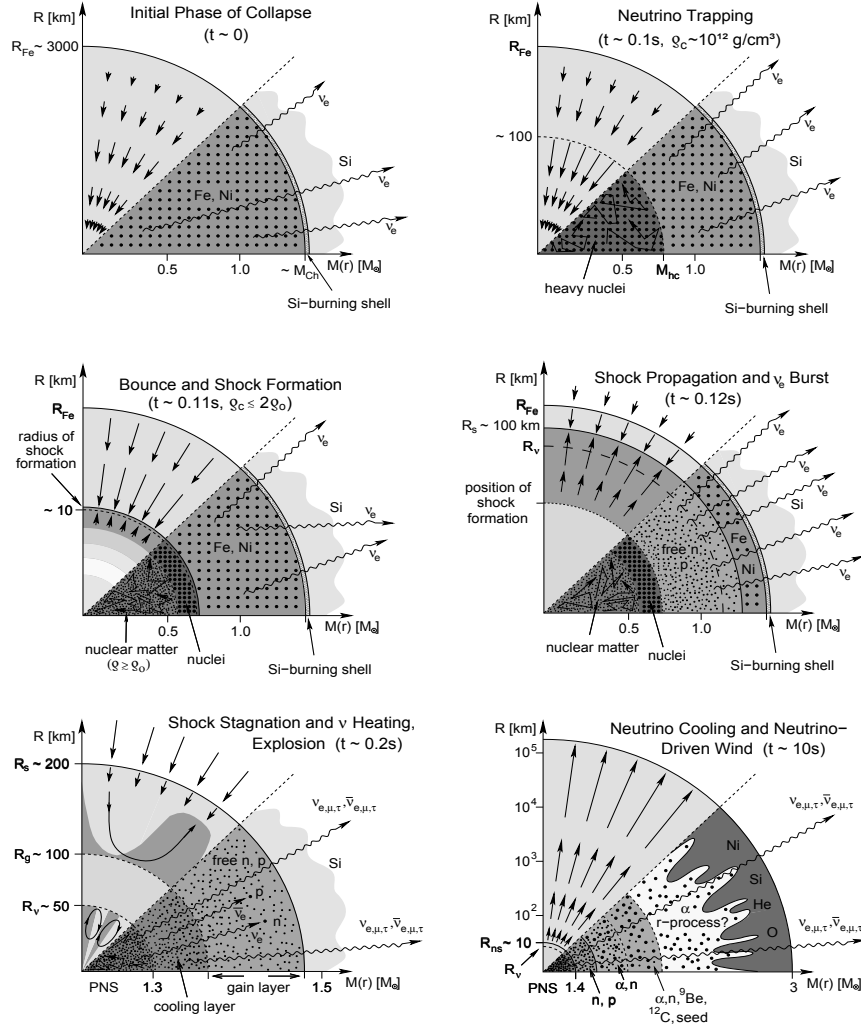 Initial Phase of Collapse
(t ~ 0)
R [km]
R_Fe ~ 3000
ν_e
Si
Fe, Ni
ν_e
ν_e
0.5 1.0 ~ M_Ch M(r) [M_⊙]
Si−burning shell
Neutrino Trapping
(t ~ 0.1s, ϱ_c~10¹² g/cm³)
R [km]
R_Fe
~ 100
ν_e
ν_e
Si
Fe, Ni
ν_e
0.5 M_hc 1.0 M(r) [M_⊙]
heavy nuclei
Si−burning shell
Bounce and Shock Formation
(t ~ 0.11s, ϱ_c ≤ 2ϱ_o)
R [km]
R_Fe
radius of
shock
formation
~ 10
ν_e
Si
Fe, Ni
ν_e
ν_e
0.5 1.0 M(r) [M_⊙]
nuclear matter
(ϱ ≥ ϱ_o)
nuclei
Si−burning shell
Shock Propagation and ν_e Burst
(t ~ 0.12s)
R [km]
R_Fe
R_s ~ 100 km
R_ν
position of
shock
formation
ν_e
ν_e
ν_e
Si
Fe
free n,
p
ν_e
Ni
ν_e
0.5 1.0 M(r) [M_⊙]
nuclear matter
nuclei
Si−burning shell
Shock Stagnation and ν Heating,
Explosion (t ~ 0.2s)
R [km]
R_s ~ 200
R_g ~ 100
R_ν ~ 50
ν_e,μ,τ , ν̄_e,μ,τ
free n, p
Si
p
ν̄_e
n
ν_e
ν_e,μ,τ , ν̄_e,μ,τ
PNS 1.3 1.5 M(r) [M_⊙]
gain layer
cooling layer
Neutrino Cooling and Neutrino−
Driven Wind (t ~ 10s)
R [km]
10⁵
10⁴
10³
10²
R_ns ~ 10
R_ν
ν_e,μ,τ , ν̄_e,μ,τ
Ni
Si
α
r−process?
He
O
ν_e,μ,τ , ν̄_e,μ,τ
PNS 1.4 3 M(r) [M_⊙]
n, p
α,n
α,n,⁹Be,
¹²C, seed